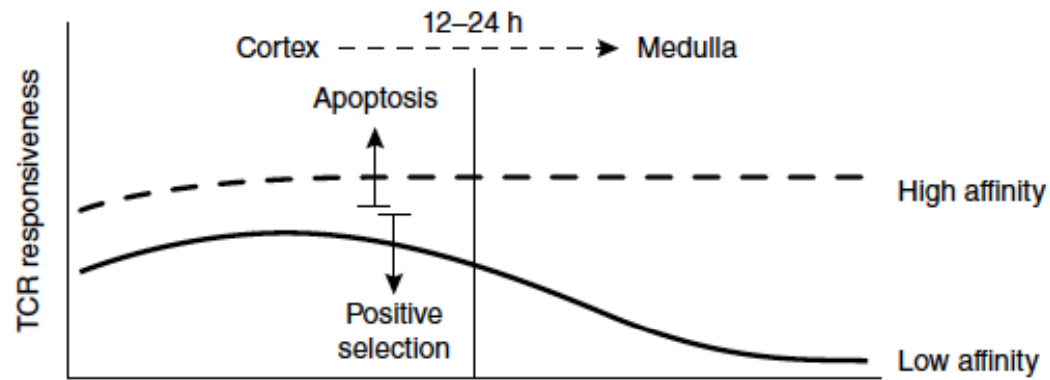 12–24 h
Cortex
Medulla
Apoptosis
TCR responsiveness
High affinity
Positive
selection
Low affinity